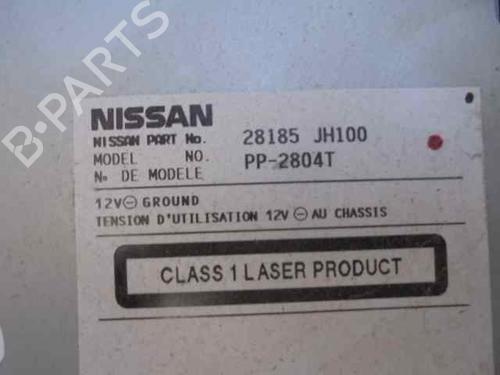 NISSAN
NISSAN PART No. 28185 JH100
MODEL NO. PP-2804T
No DE MODELE
12V⊖GROUND
TENSION D'UTILISATION 12V⊖AU CHASSIS
CLASS 1 LASER PRODUCT
B-PARTS